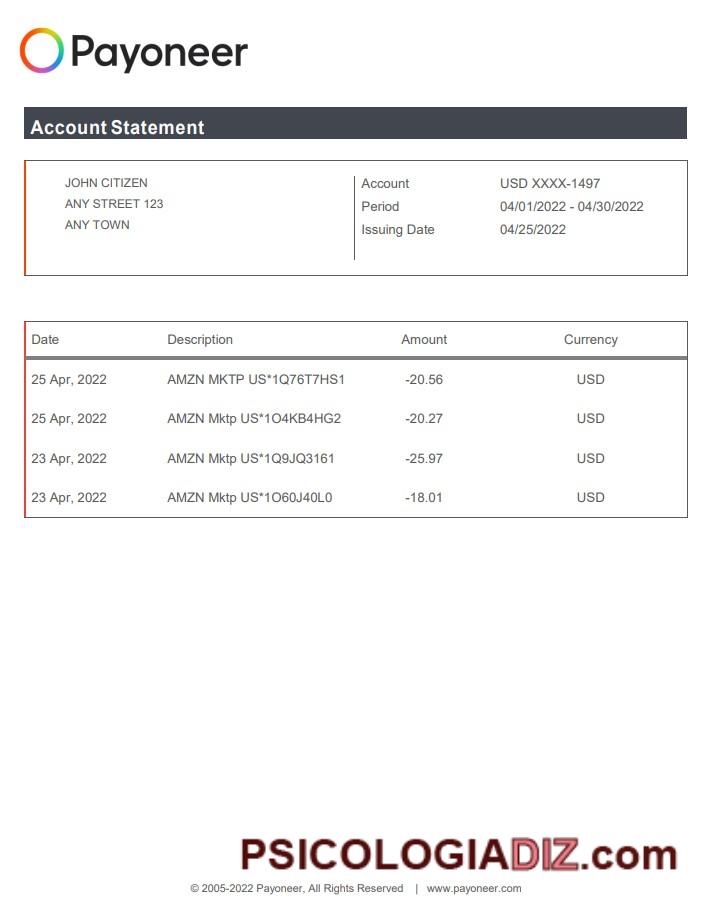 Payoneer
Account Statement
JOHN CITIZEN
ANY STREET 123
ANY TOWN
Account USD XXXX-1497
Period 04/01/2022 - 04/30/2022
Issuing Date 04/25/2022
Date Description Amount Currency
25 Apr, 2022 AMZN MKTP US*1Q76T7HS1 -20.56 USD
25 Apr, 2022 AMZN Mktp US*1O4KB4HG2 -20.27 USD
23 Apr, 2022 AMZN Mktp US*1Q9JQ3161 -25.97 USD
23 Apr, 2022 AMZN Mktp US*1O60J40L0 -18.01 USD
PSICOLOGIADIZ.com
© 2005-2022 Payoneer, All Rights Reserved | www.payoneer.com